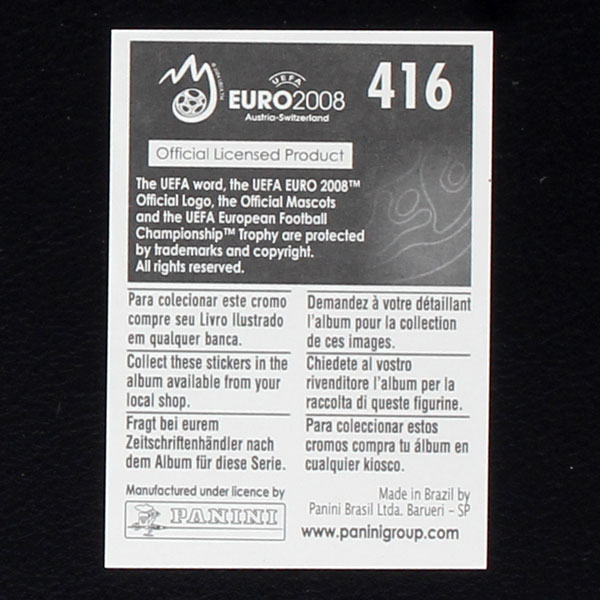 UEFA
EURO2008
Austria-Switzerland
416
Official Licensed Product
The UEFA word, the UEFA EURO 2008™
Official Logo, the Official Mascots
and the UEFA European Football
Championship™ Trophy are protected
by trademarks and copyright.
All rights reserved.
Para colecionar este cromo
compre seu Livro Ilustrado
em qualquer banca.
Collect these stickers in the
album available from your
local shop.
Fragt bei eurem
Zeitschriftenhändler nach
dem Album für diese Serie.
Demandez à votre détaillant
l'album pour la collection
de ces images.
Chiedete al vostro
rivenditore l'album per la
raccolta di queste figurine.
Para coleccionar estos
cromos compra tu álbum en
cualquier kiosco.
Manufactured under licence by
PANINI
Made in Brazil by
Panini Brasil Ltda. Barueri – SP
www.paninigroup.com